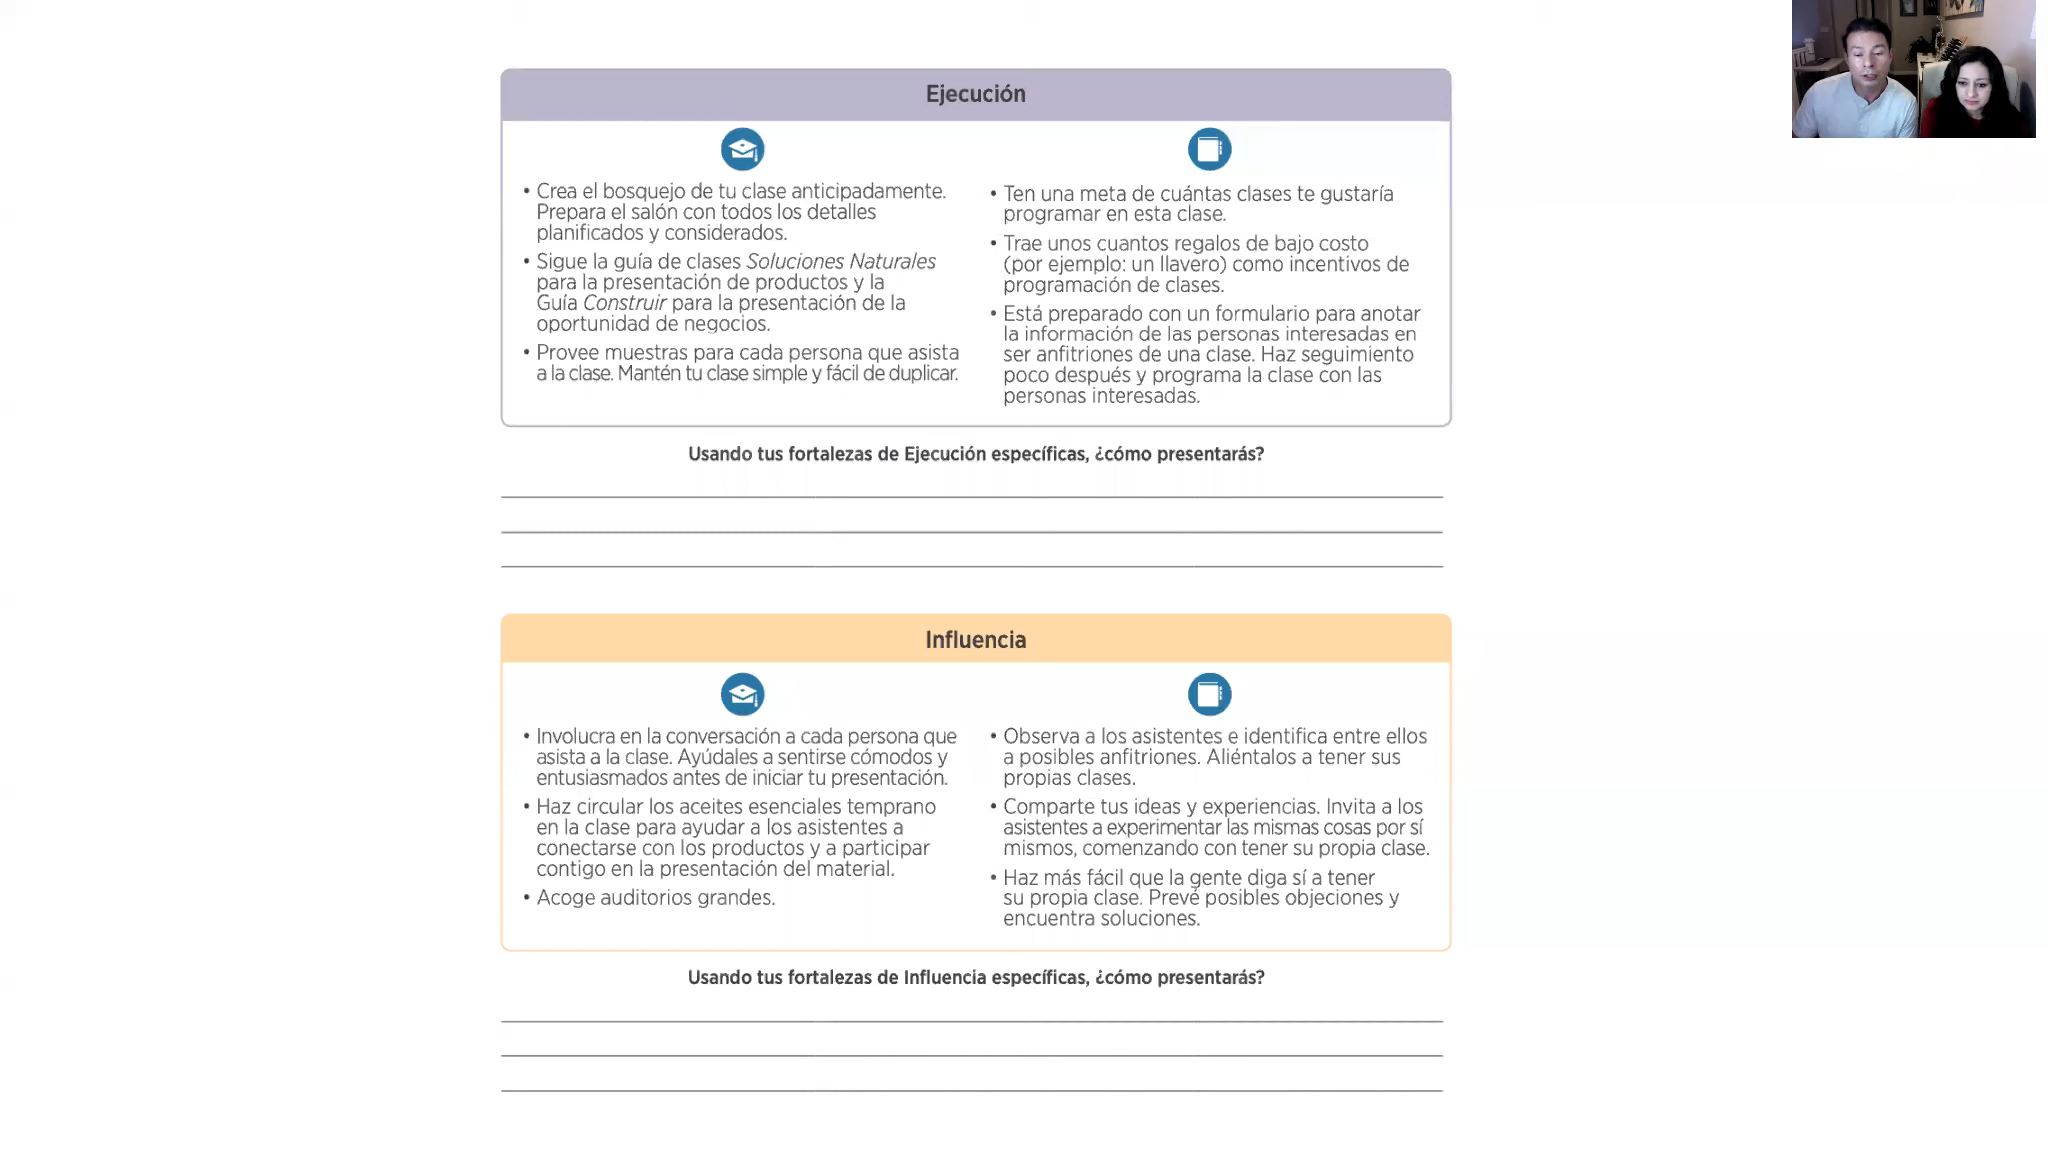 Ejecución
• Crea el bosquejo de tu clase anticipadamente.
Prepara el salón con todos los detalles
planificados y considerados.
• Sigue la guía de clases Soluciones Naturales
para la presentación de productos y la
Guía Construir para la presentación de la
oportunidad de negocios.
• Provee muestras para cada persona que asista
a la clase. Mantén tu clase simple y fácil de duplicar.
• Ten una meta de cuántas clases te gustaría
programar en esta clase.
• Trae unos cuantos regalos de bajo costo
(por ejemplo: un llavero) como incentivos de
programación de clases.
• Está preparado con un formulario para anotar
la información de las personas interesadas en
ser anfitriones de una clase. Haz seguimiento
poco después y programa la clase con las
personas interesadas.
Usando tus fortalezas de Ejecución específicas, ¿cómo presentarás?
Influencia
• Involucra en la conversación a cada persona que
asista a la clase. Ayúdales a sentirse cómodos y
entusiasmados antes de iniciar tu presentación.
• Haz circular los aceites esenciales temprano
en la clase para ayudar a los asistentes a
conectarse con los productos y a participar
contigo en la presentación del material.
• Acoge auditorios grandes.
• Observa a los asistentes e identifica entre ellos
a posibles anfitriones. Aliéntalos a tener sus
propias clases.
• Comparte tus ideas y experiencias. Invita a los
asistentes a experimentar las mismas cosas por sí
mismos, comenzando con tener su propia clase.
• Haz más fácil que la gente diga sí a tener
su propia clase. Prevé posibles objeciones y
encuentra soluciones.
Usando tus fortalezas de Influencia específicas, ¿cómo presentarás?